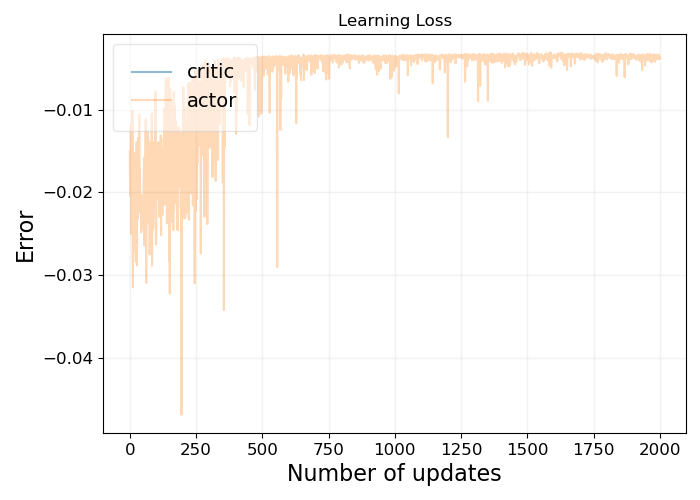 Learning Loss
critic
actor
−0.01
−0.02
−0.03
−0.04
Error
0 250 500 750 1000 1250 1500 1750 2000
Number of updates